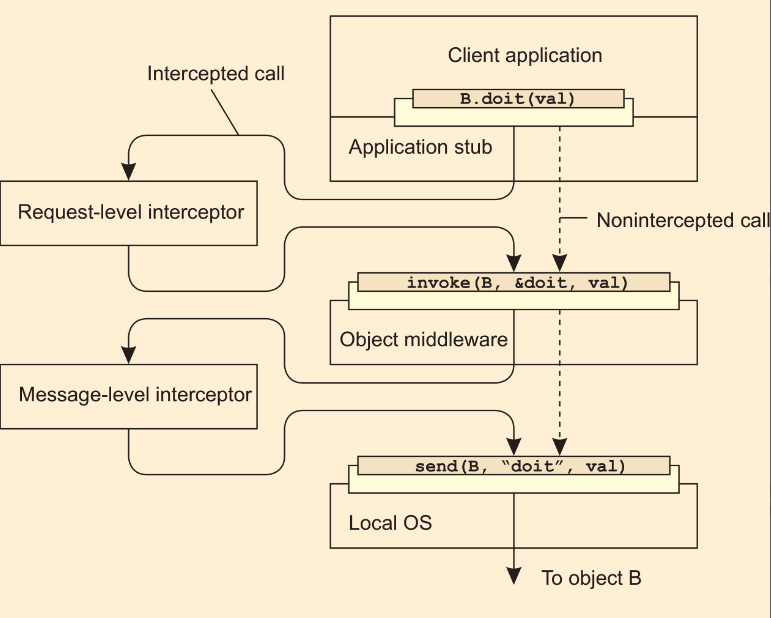 Client application
Intercepted call
B.doit(val)
Application stub
Request-level interceptor
Nonintercepted call
invoke(B, &doit, val)
Object middleware
Message-level interceptor
send(B, “doit”, val)
Local OS
To object B